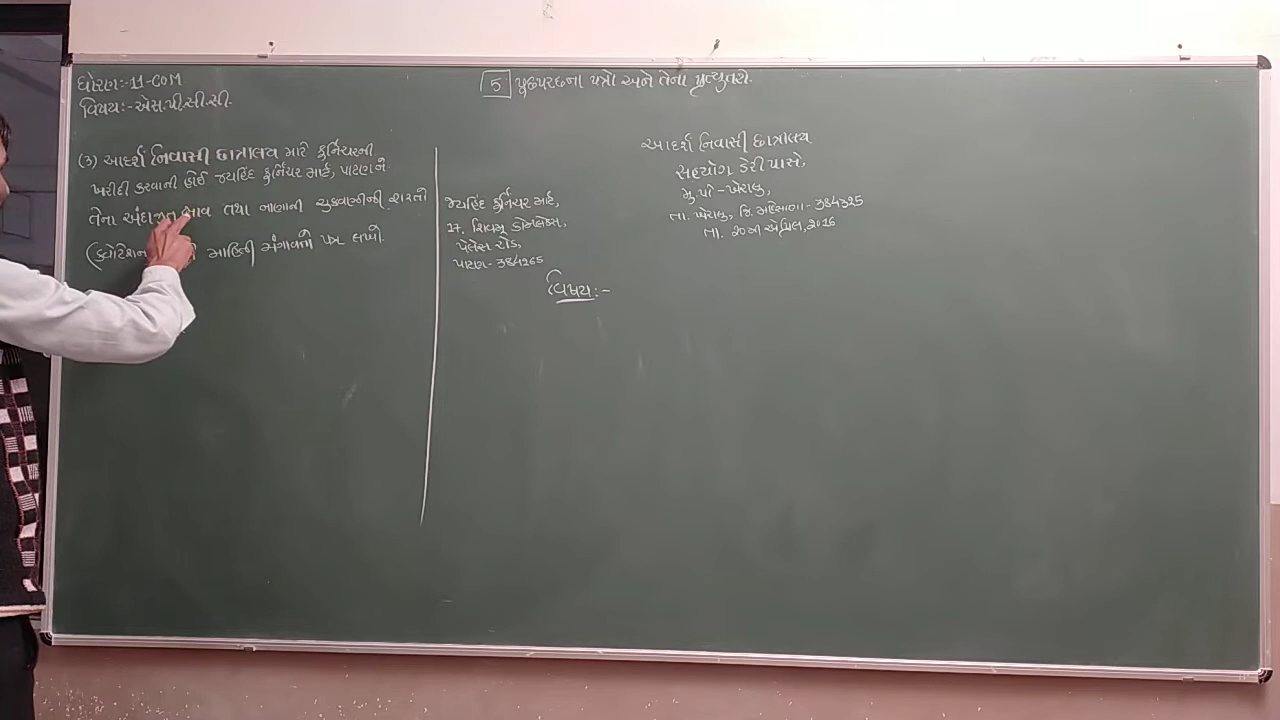 ધોરણ:-11-COM
વિષય:-એસ.પી.સી.સી.
5 પુછપરછના પત્રો અને તેના પ્રત્યુતરો.
(૩) આદર્શ નિવાસી છાત્રાલય માટે ફર્નિચરની
ખરીદી કરવાની હોઈ જયહિંદ ફર્નિચર માર્ટ, પાટણને
તેના અંદાજીત ભાવ તથા નાણાની ચુકવણીની શરતો
(ક્વોટેશન માહિતી મંગાવતો પત્ર લખો.
આદર્શ નિવાસી છાત્રાલય
સહયોગ ડેરી પાસે,
મુ.પો-ખેરાલુ,
તા. ખેરાલુ, જિ. મહેસાણા-384325
તા. 20મી એપ્રિલ,2016
જયહિંદ ફર્નિચર માર્ટ,
17. શિવમ્ કોમ્પલેક્ષ,
પેલેસ રોડ,
પાટણ-384265
વિષય:-